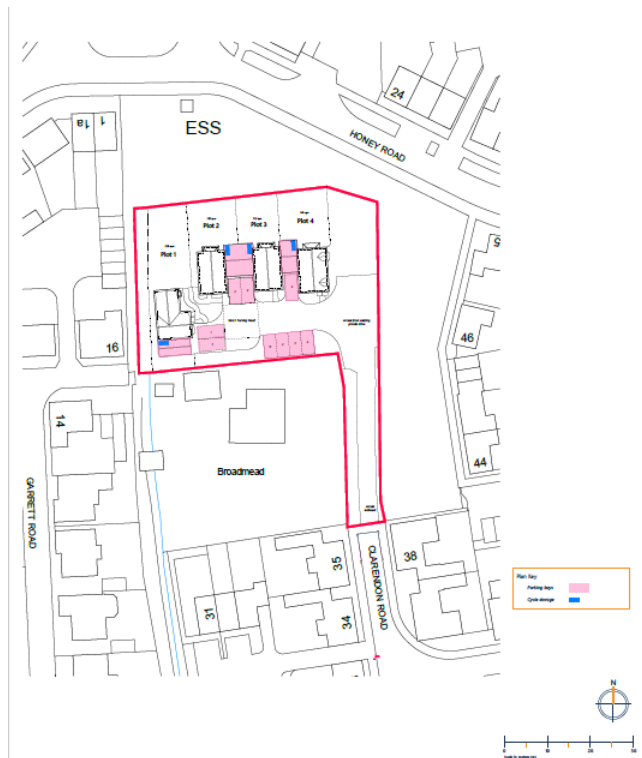 24
ESS
HONEY ROAD
1a
1
Plot 1
Plot 2
Plot 3
Plot 4
5
46
16
14
44
Broadmead
GARRETT ROAD
35
38
CLARENDON ROAD
31
34
Plan Key
Parking bays
Cycle storage
N
0
10
20